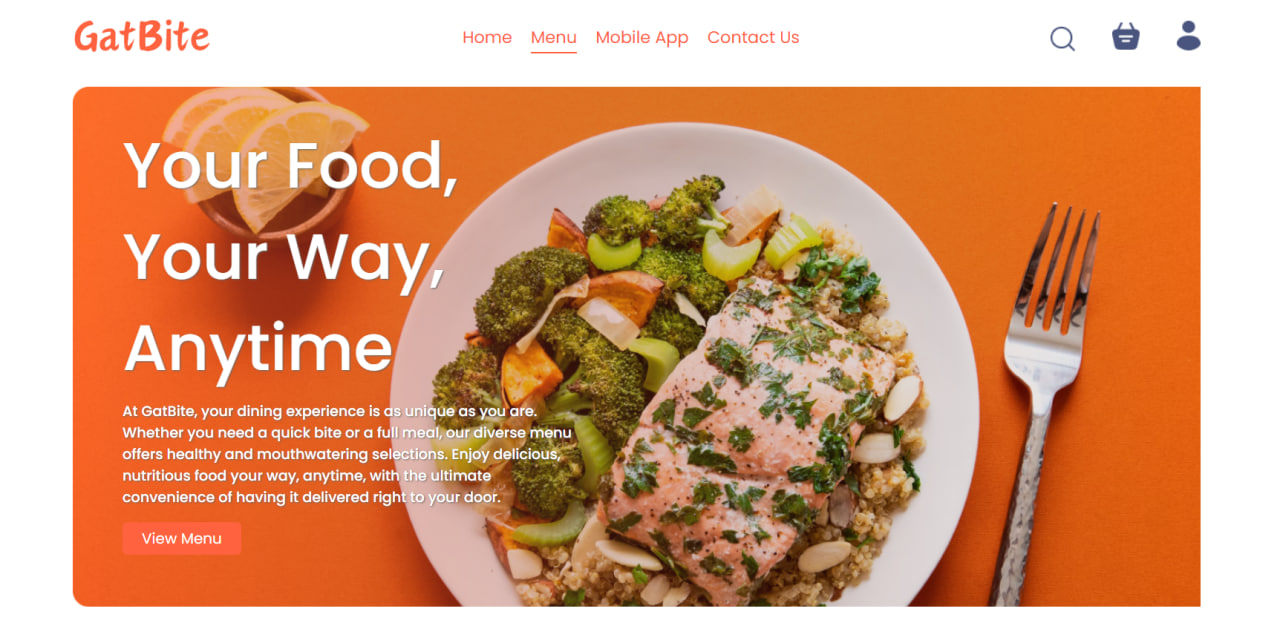 GatBite
Home Menu Mobile App Contact Us
Your Food,
Your Way,
Anytime
At GatBite, your dining experience is as unique as you are.
Whether you need a quick bite or a full meal, our diverse menu
offers healthy and mouthwatering selections. Enjoy delicious,
nutritious food your way, anytime, with the ultimate
convenience of having it delivered right to your door.
View Menu